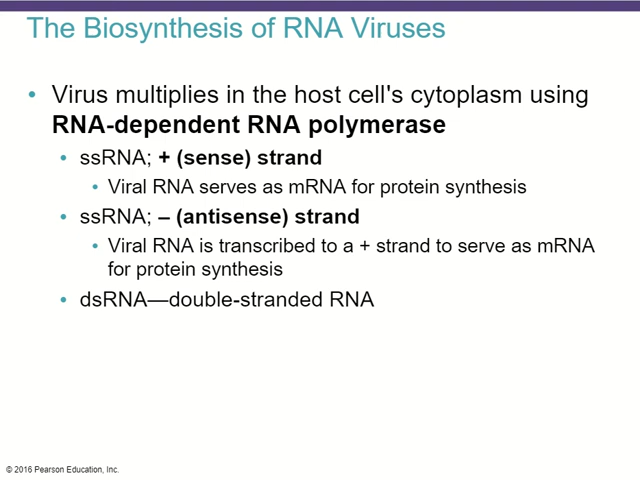 The Biosynthesis of RNA Viruses
• Virus multiplies in the host cell's cytoplasm using
RNA-dependent RNA polymerase
• ssRNA; + (sense) strand
• Viral RNA serves as mRNA for protein synthesis
• ssRNA; – (antisense) strand
• Viral RNA is transcribed to a + strand to serve as mRNA
for protein synthesis
• dsRNA—double-stranded RNA
© 2016 Pearson Education, Inc.